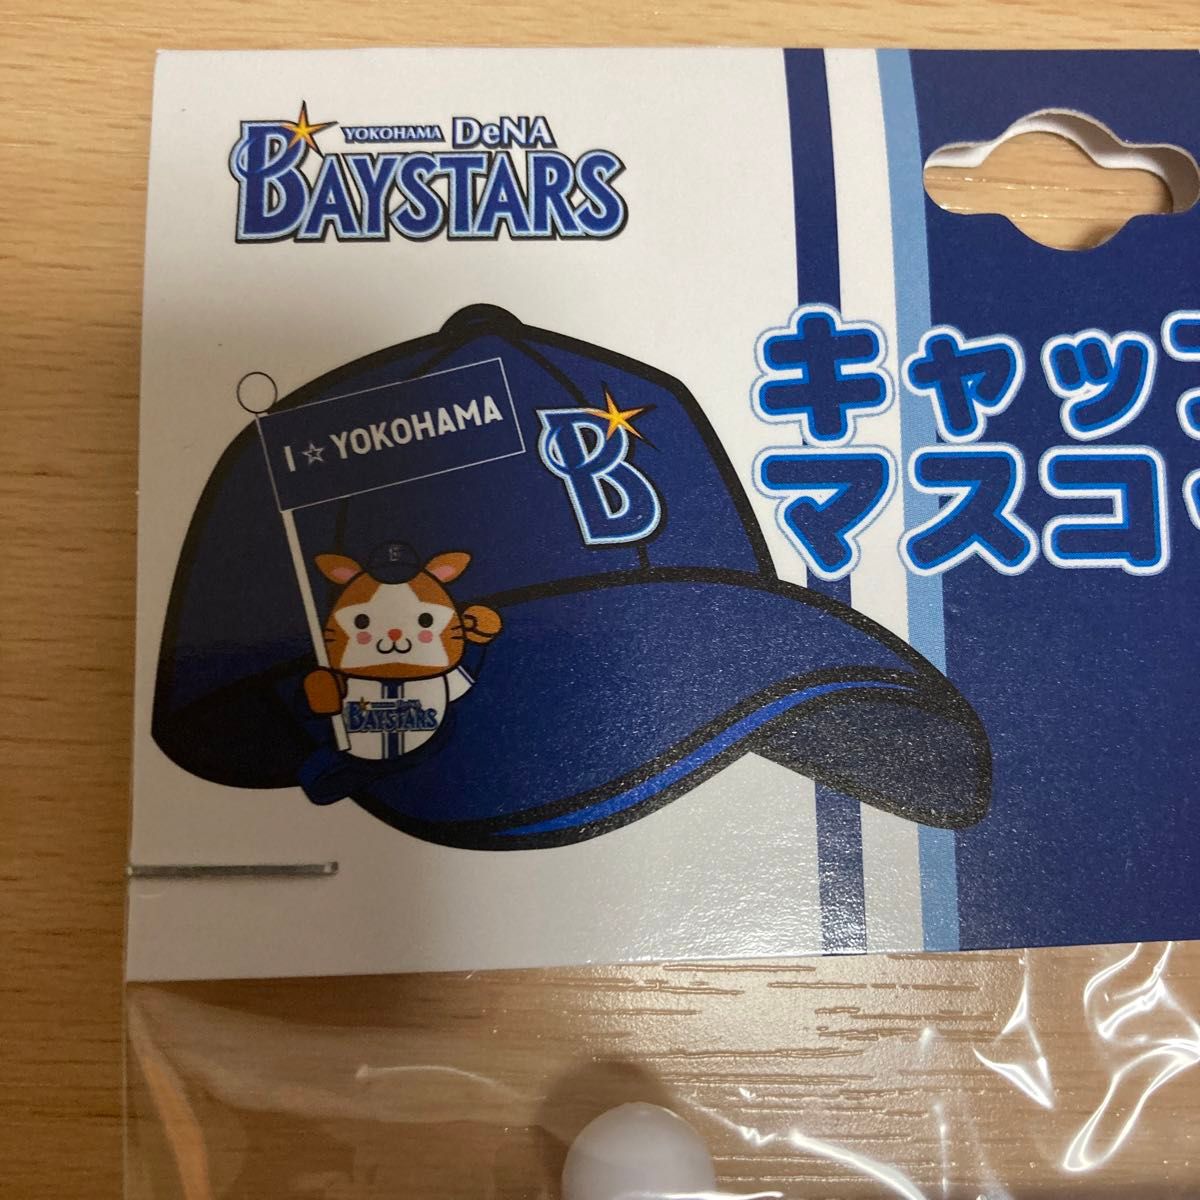 YOKOHAMA DeNA
BAYSTARS
I☆YOKOHAMA
B
キャッ
マスコ
B
BAYSTARS